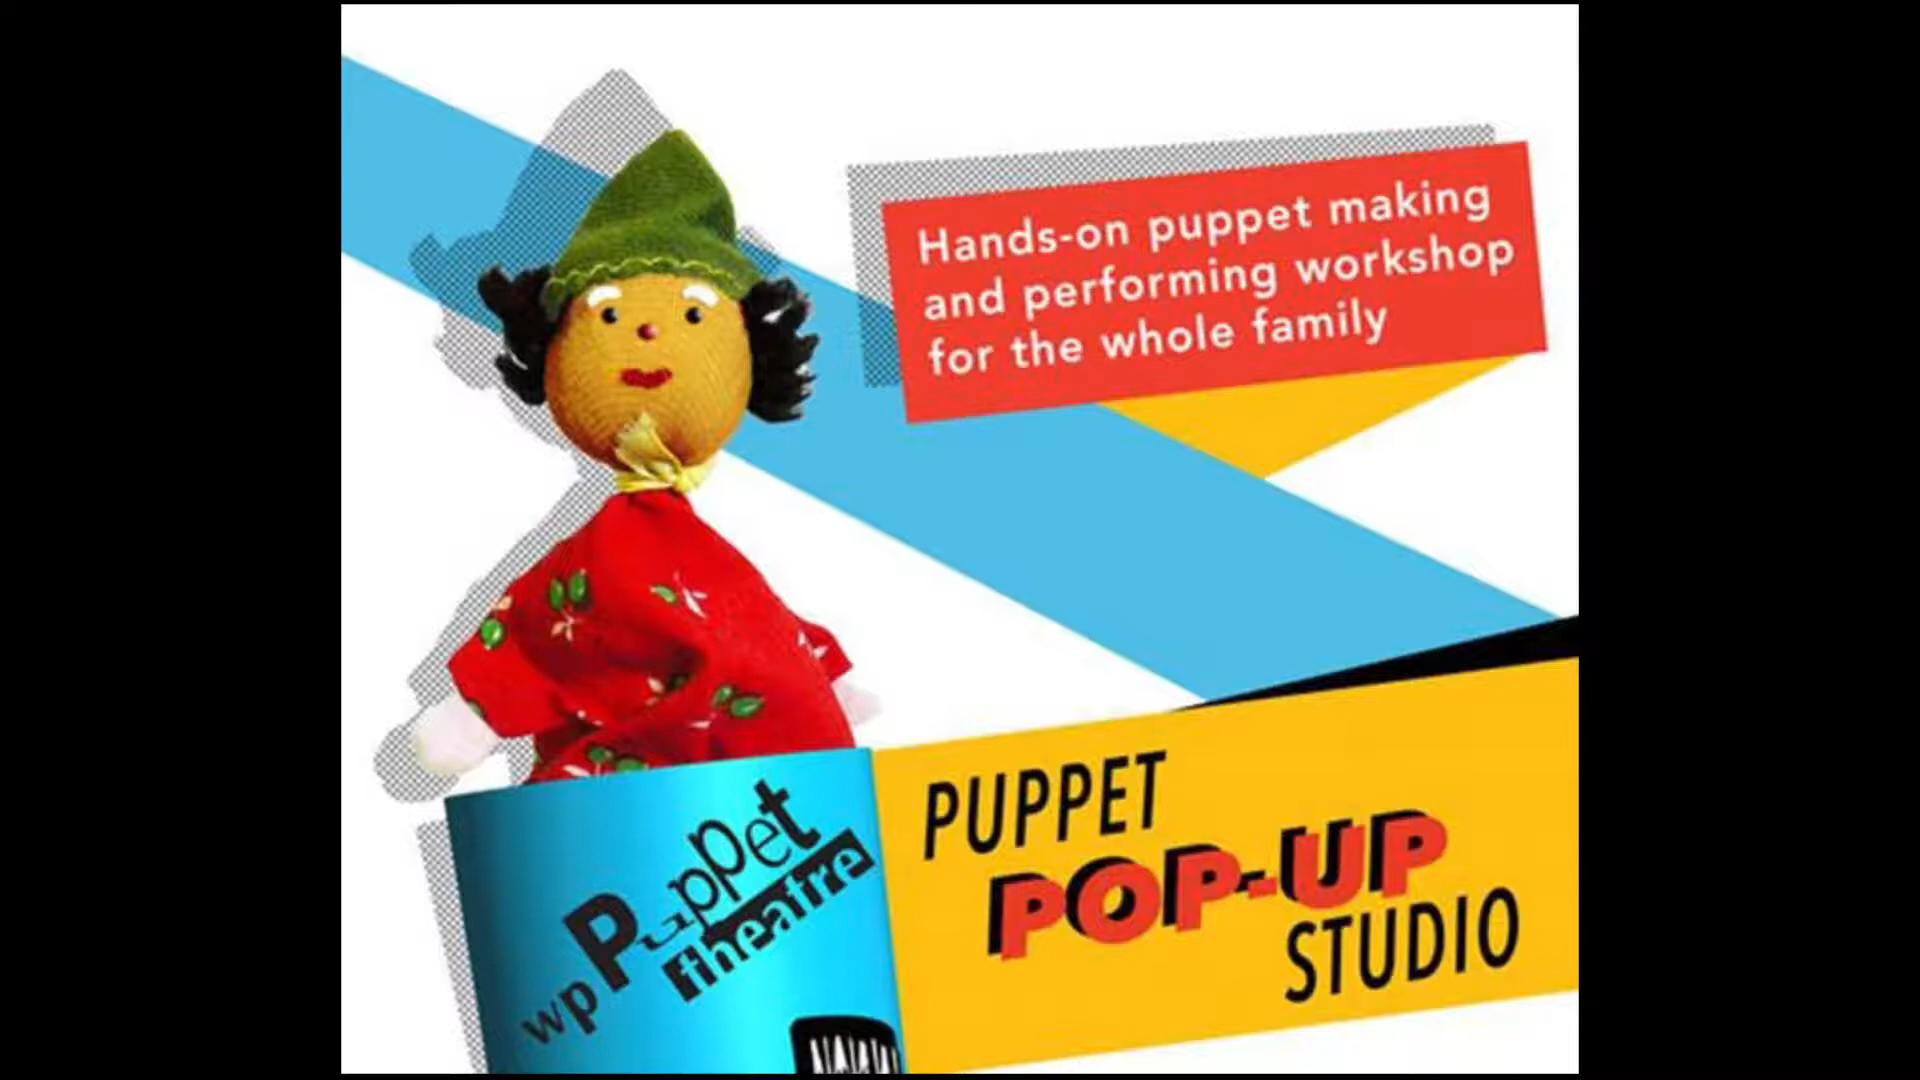 Hands-on puppet making
and performing workshop
for the whole family
wp Puppet
theatre
PUPPET
POP-UP
STUDIO